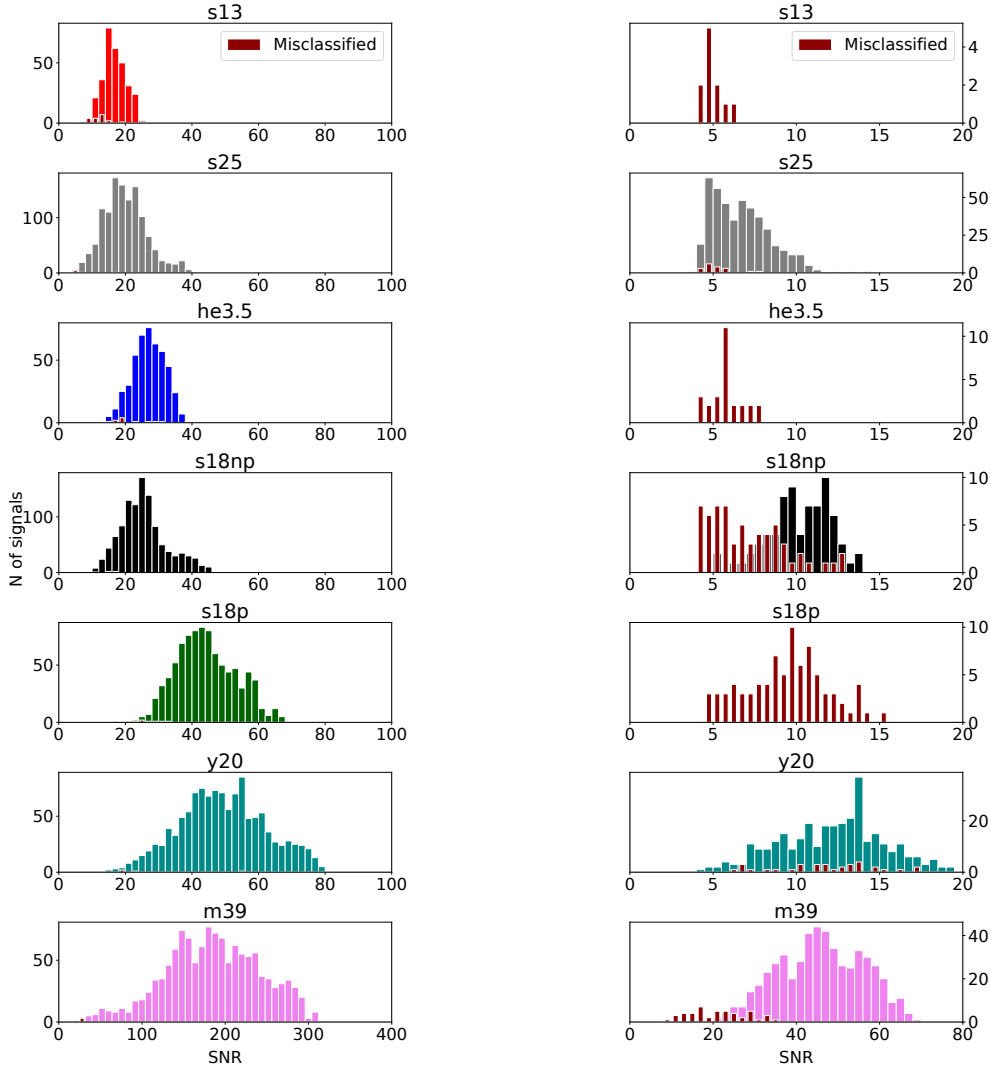 s13 s13
Misclassified Misclassified
50 4 2 0
0
0 20 40 60 80 100 0 5 10 15 20
s25 s25
100 50 25 0
0
0 20 40 60 80 100 0 5 10 15 20
he3.5 he3.5
50 10 5 0
0
0 20 40 60 80 100 0 5 10 15 20
s18np s18np
N of signals
100 10 5 0
0
0 20 40 60 80 100 0 5 10 15 20
s18p s18p
50 10 5 0
0
0 20 40 60 80 100 0 5 10 15 20
y20 y20
50 20 0
0
0 20 40 60 80 100 0 5 10 15 20
m39 m39
50 40 20 0
0
0 100 200 300 400 0 20 40 60 80
SNR SNR